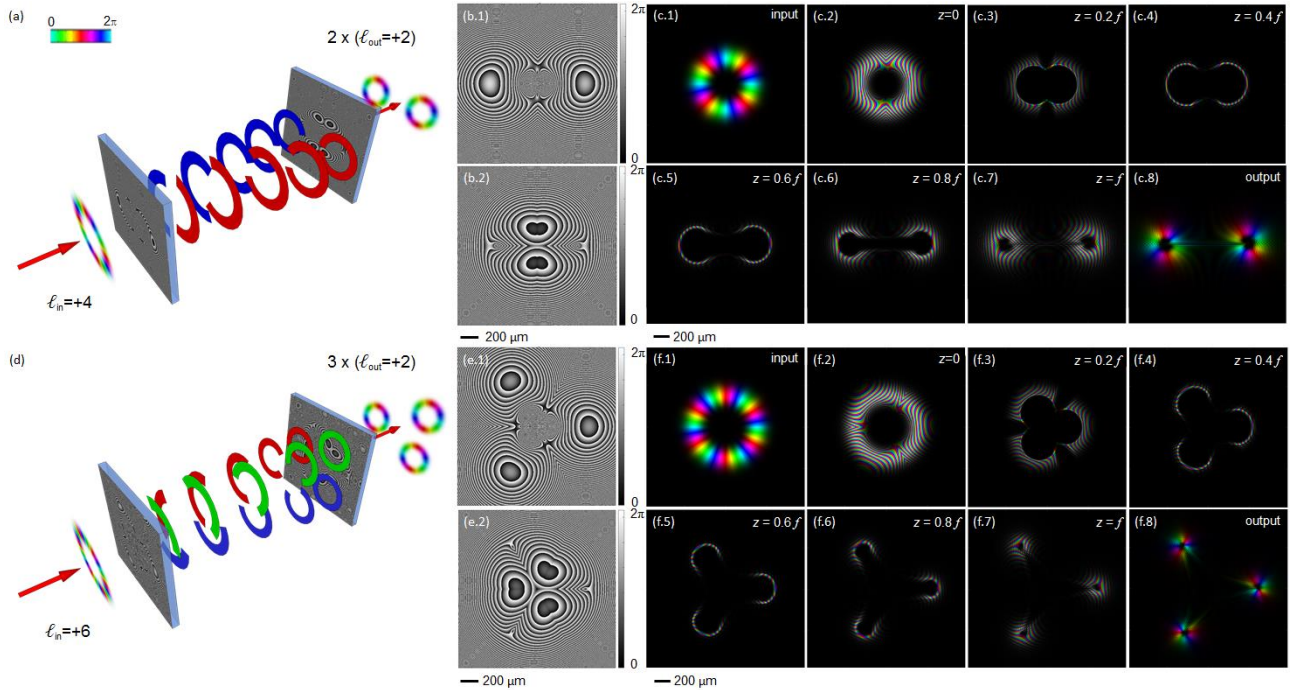 (a)
0 2π
2 x (ℓout=+2)
ℓin=+4
(b.1)
2π
0
(c.1) input
(c.2) z=0
(c.3) z = 0.2 f
(c.4) z = 0.4 f
(b.2)
2π
0
(c.5) z = 0.6 f
(c.6) z = 0.8 f
(c.7) z = f
(c.8) output
200 µm
200 µm
(d)
3 x (ℓout=+2)
ℓin=+6
(e.1)
2π
0
(f.1) input
(f.2) z=0
(f.3) z = 0.2 f
(f.4) z = 0.4 f
(e.2)
2π
0
(f.5) z = 0.6 f
(f.6) z = 0.8 f
(f.7) z = f
(f.8) output
200 µm
200 µm